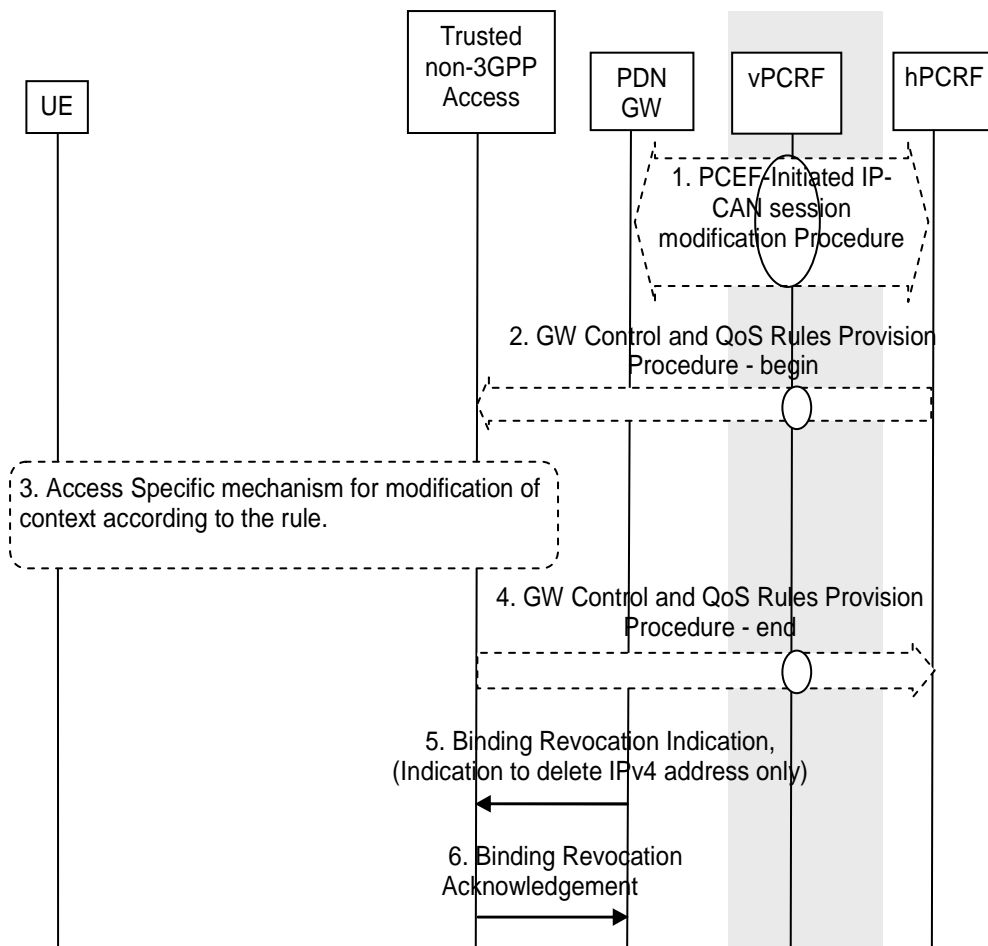 Trusted
non-3GPP
Access
UE
PDN
GW
vPCRF
hPCRF
1. PCEF-Initiated IP-
CAN session
modification Procedure
2. GW Control and QoS Rules Provision
Procedure - begin
3. Access Specific mechanism for modification of
context according to the rule.
4. GW Control and QoS Rules Provision
Procedure - end
5. Binding Revocation Indication,
(Indication to delete IPv4 address only)
6. Binding Revocation
Acknowledgement